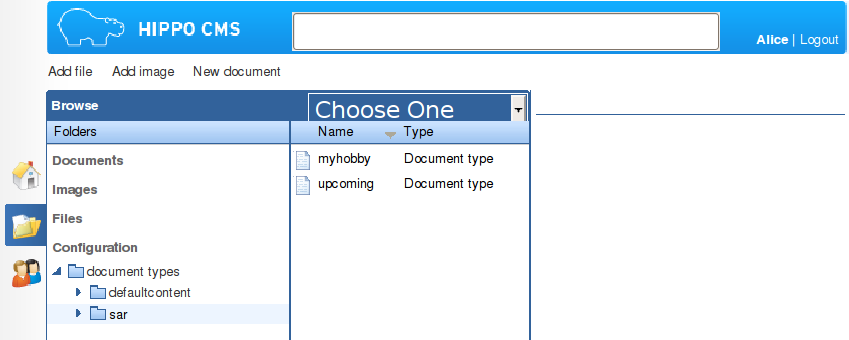 HIPPO CMS
Alice | Logout
Add file Add image New document
Browse Choose One
Folders Name Type
Documents
Images
Files
Configuration
document types
defaultcontent
sar
myhobby Document type
upcoming Document type